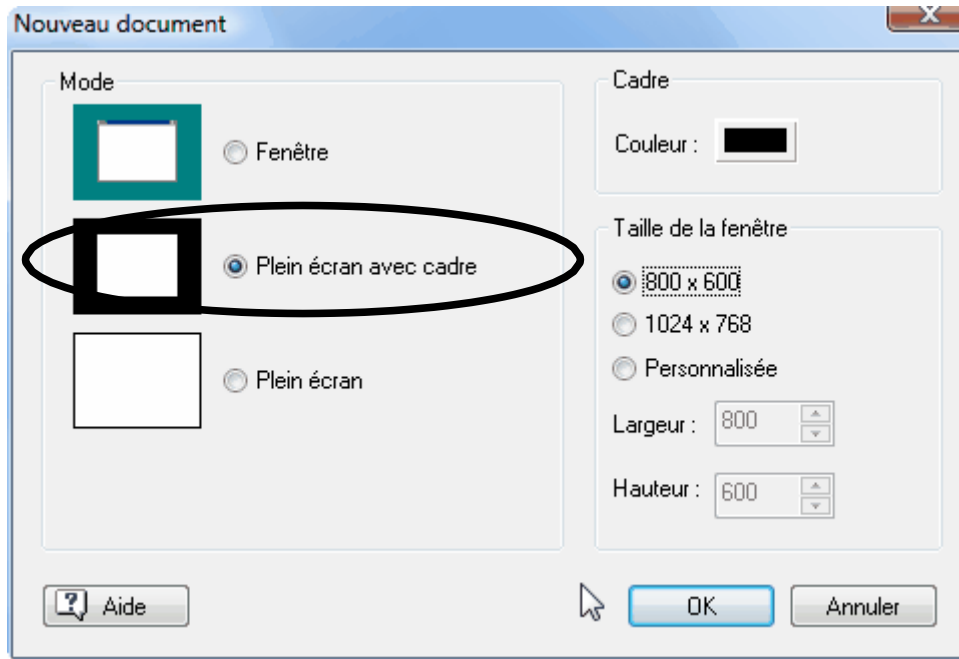 Nouveau document
Mode
Fenêtre
Plein écran avec cadre
Plein écran
Cadre
Couleur :
Taille de la fenêtre
800 x 600
1024 x 768
Personnalisée
Largeur : 800
Hauteur : 600
Aide
OK
Annuler